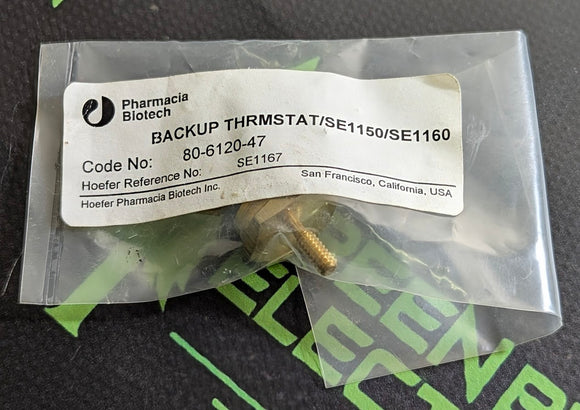 Pharmacia
Biotech
BACKUP THRMSTAT/SE1150/SE1160
Code No: 80-6120-47
Hoefer Reference No: SE1167
Hoefer Pharmacia Biotech Inc. San Francisco, California, USA